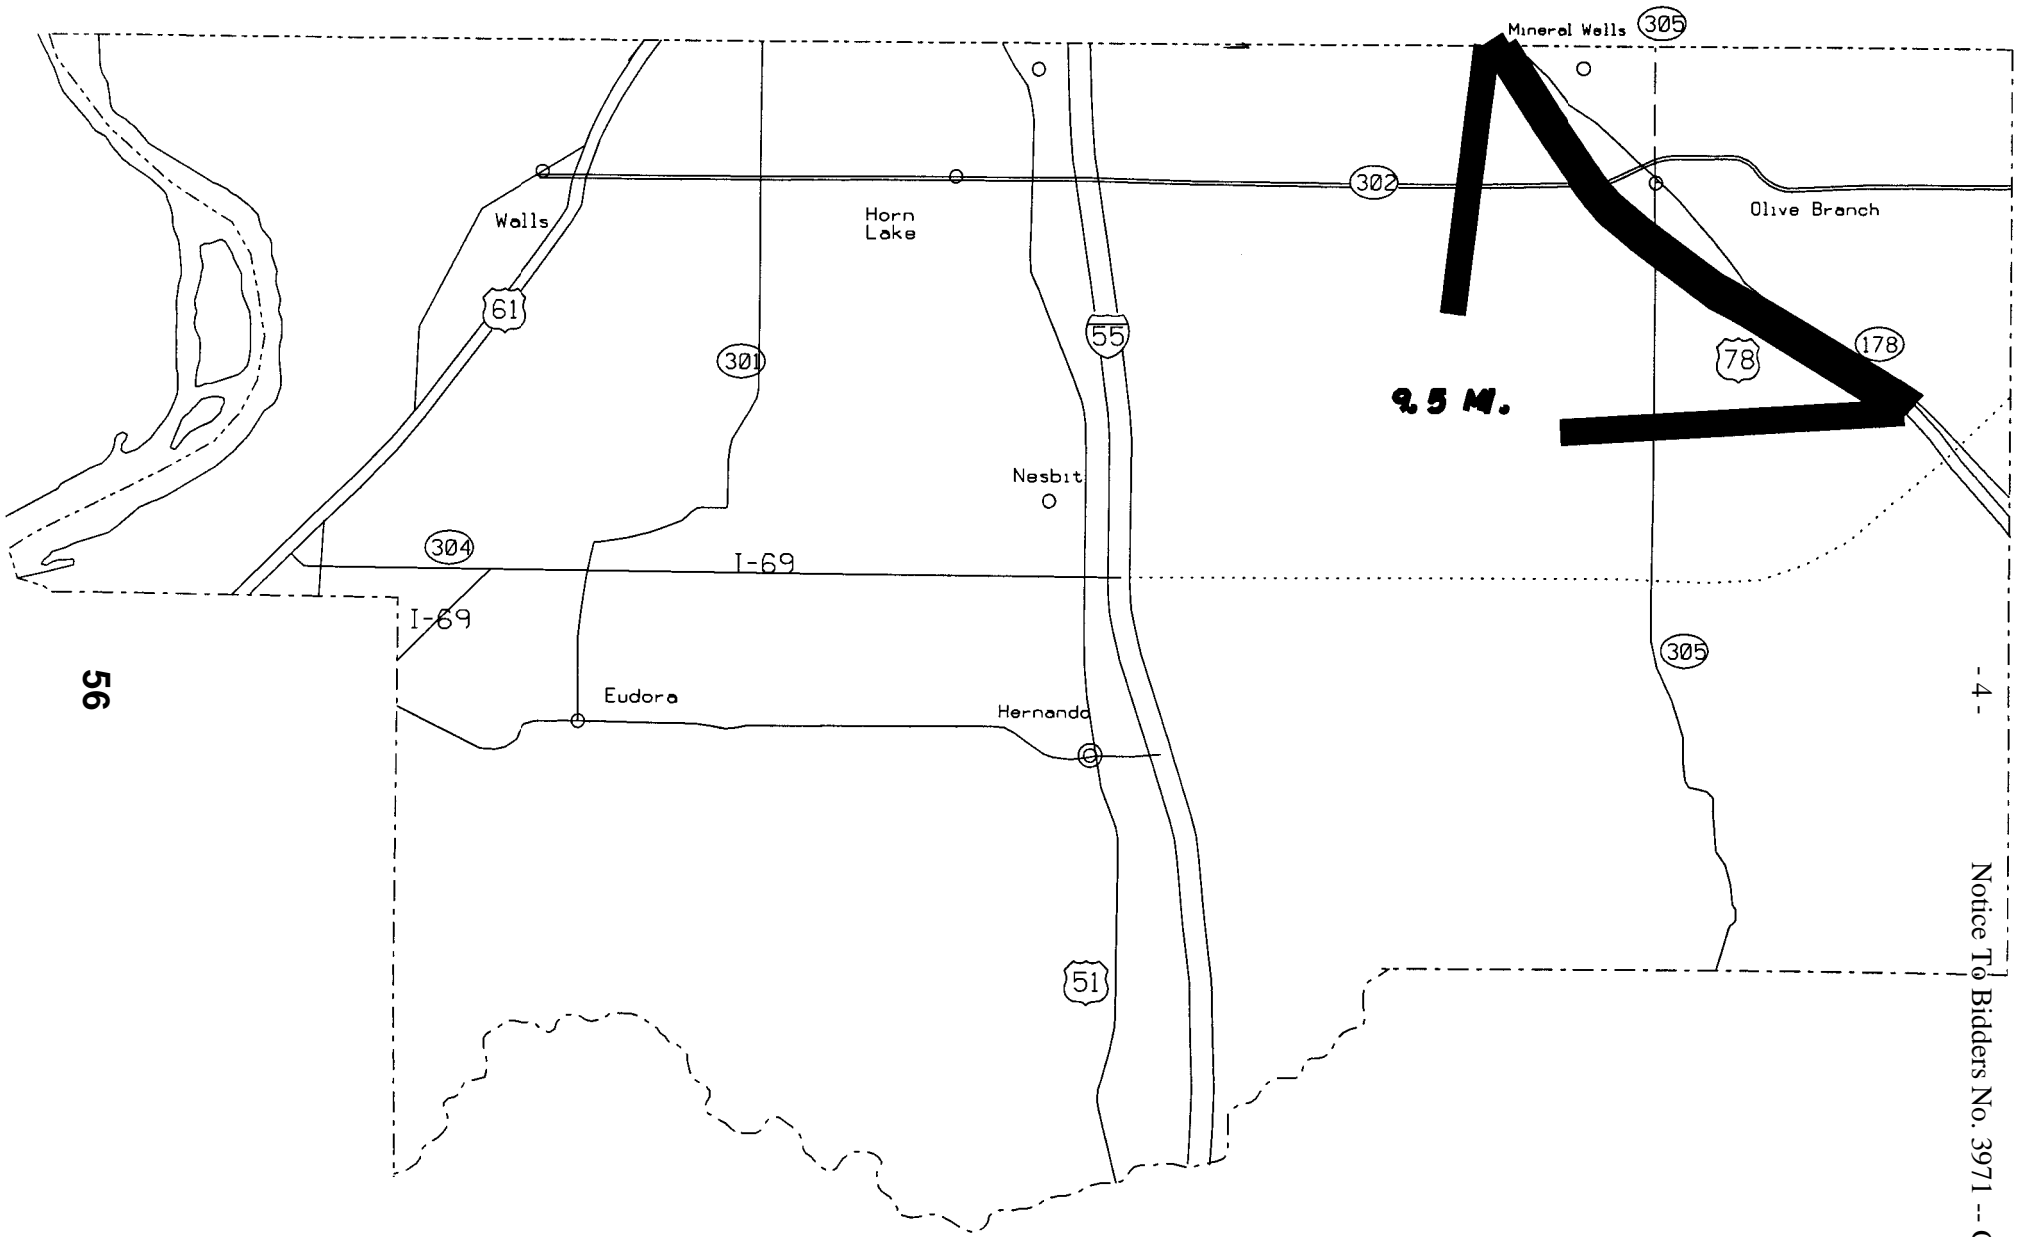 Mineral Wells
305
302
Walls
Horn
Lake
Olive Branch
61
55
301
78
178
9.5 MI.
Nesbit
304
I-69
I-69
305
Eudora
Hernando
51
56
- 4 -
Notice To Bidders No. 3971 --